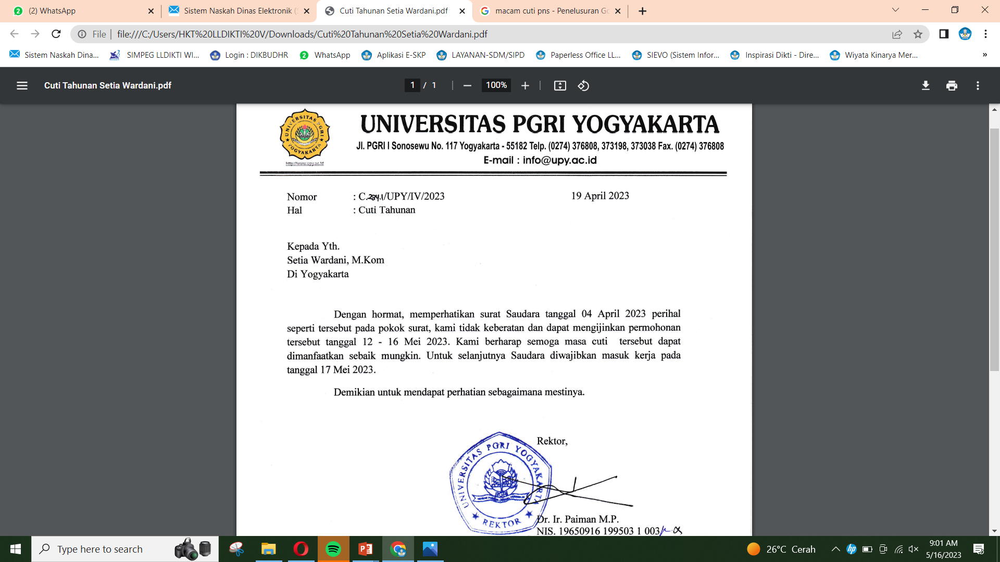 (2) WhatsApp
Sistem Naskah Dinas Elektronik (
Cuti Tahunan Setia Wardani.pdf
macam cuti pns - Penelusuran Go
File
file:///C:/Users/HKT%20LLDIKTI%20V/Downloads/Cuti%20Tahunan%20Setia%20Wardani.pdf
Sistem Naskah Dina...
SIMPEG LLDIKTI WI...
Login : DIKBUDHR
WhatsApp
Aplikasi E-SKP
LAYANAN-SDM/SIPD
Paperless Office LL...
SIEVO (Sistem Infor...
Inspirasi Dikti - Dire...
Wiyata Kinarya Mer...
Cuti Tahunan Setia Wardani.pdf
1 / 1
100%
UNIVERSITAS PGRI YOGYAKARTA
UNIVERSITAS PGRI YOGYAKARTA
Jl. PGRI I Sonosewu No. 117 Yogyakarta - 55182 Telp. (0274) 376808, 373198, 373038 Fax. (0274) 376808
E-mail : info@upy.ac.id
Nomor : C.284.1/UPY/IV/2023 19 April 2023
Hal : Cuti Tahunan
Kepada Yth.
Setia Wardani, M.Kom
Di Yogyakarta
Dengan hormat, memperhatikan surat Saudara tanggal 04 April 2023 perihal
seperti tersebut pada pokok surat, kami tidak keberatan dan dapat mengijinkan permohonan
tersebut tanggal 12 - 16 Mei 2023. Kami berharap semoga masa cuti tersebut dapat
dimanfaatkan sebaik mungkin. Untuk selanjutnya Saudara diwajibkan masuk kerja pada
tanggal 17 Mei 2023.
Demikian untuk mendapat perhatian sebagaimana mestinya.
Rektor,
UNIVERSITAS PGRI YOGYAKARTA
PGRI
REKTOR
Dr. Ir. Paiman M.P.
NIS. 19650916 199503 1 003
Type here to search
26°C Cerah
9:01 AM
5/16/2023